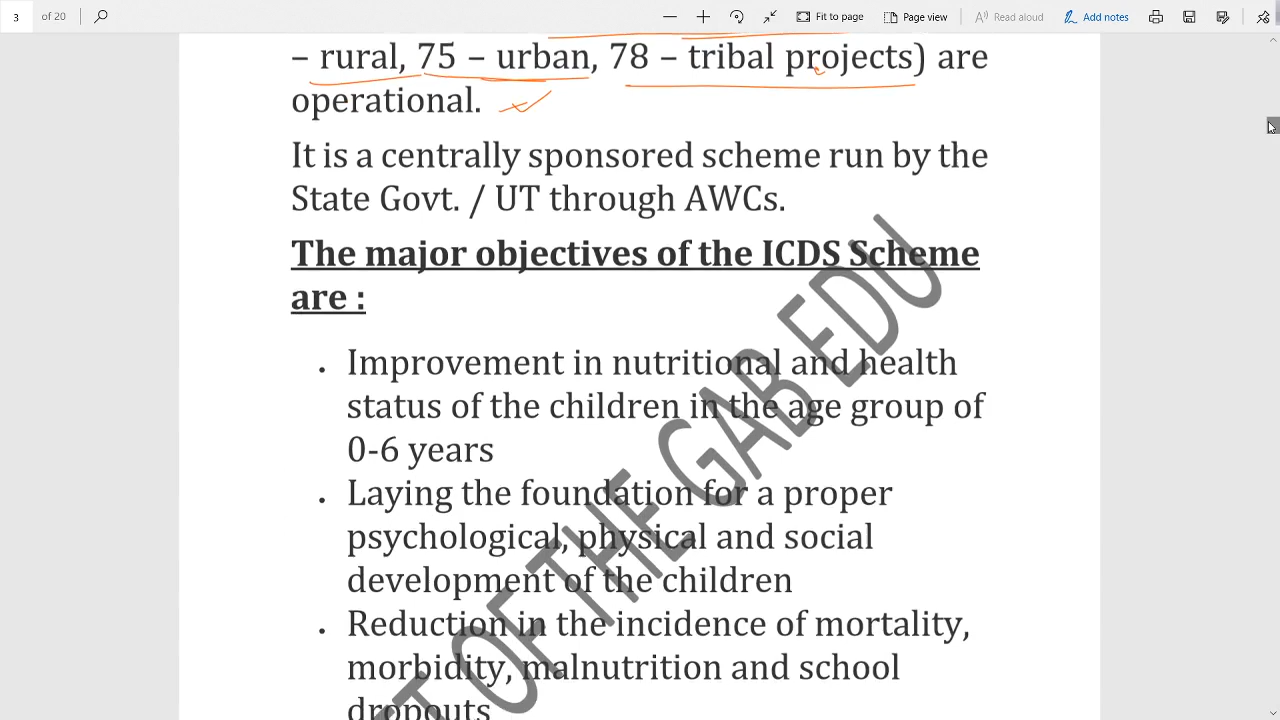 3 of 20 Fit to page Page view Read aloud Add notes
– rural, 75 – urban, 78 – tribal projects) are
operational.
It is a centrally sponsored scheme run by the
State Govt. / UT through AWCs.
The major objectives of the ICDS Scheme
are :
• Improvement in nutritional and health
status of the children in the age group of
0-6 years
• Laying the foundation for a proper
psychological, physical and social
development of the children
• Reduction in the incidence of mortality,
morbidity, malnutrition and school
dropouts
OF THE GAB EDU